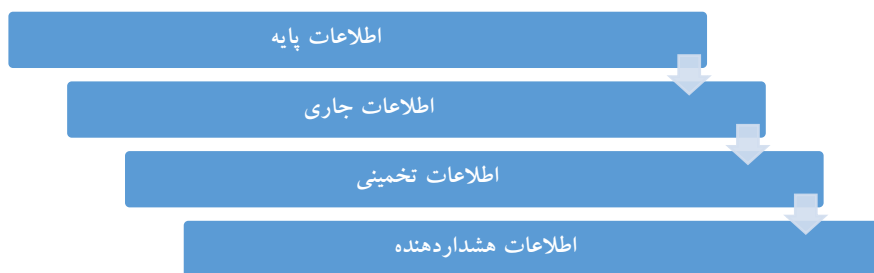 اطلاعات پایه
اطلاعات جاری
اطلاعات تخمینی
اطلاعات هشداردهنده